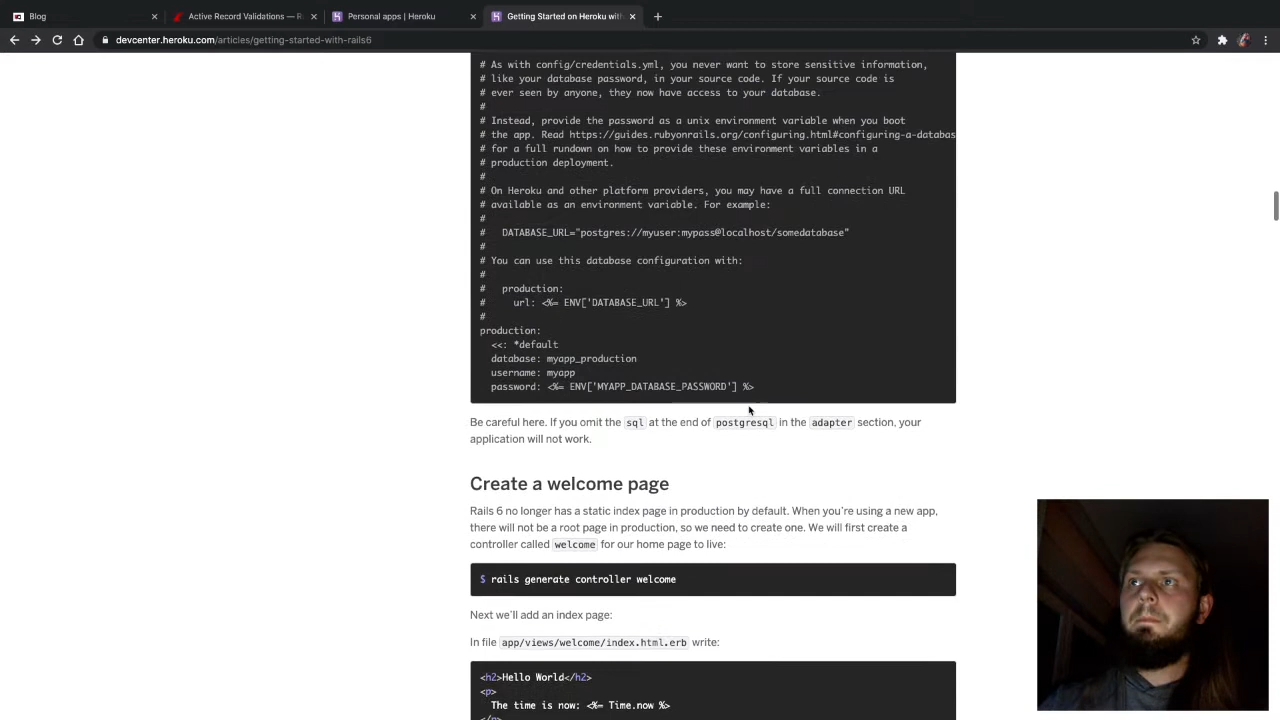 Blog
Active Record Validations — R
Personal apps | Heroku
Getting Started on Heroku with
devcenter.heroku.com/articles/getting-started-with-rails6
# As with config/credentials.yml, you never want to store sensitive information,
# like your database password, in your source code. If your source code is
# ever seen by anyone, they now have access to your database.
#
# Instead, provide the password as a unix environment variable when you boot
# the app. Read https://guides.rubyonrails.org/configuring.html#configuring-a-databas
# for a full rundown on how to provide these environment variables in a
# production deployment.
#
# On Heroku and other platform providers, you may have a full connection URL
# available as an environment variable. For example:
#
#   DATABASE_URL="postgres://myuser:mypass@localhost/somedatabase"
#
# You can use this database configuration with:
#
#   production:
#     url: <%= ENV['DATABASE_URL'] %>
#
production:
  <<: *default
  database: myapp_production
  username: myapp
  password: <%= ENV['MYAPP_DATABASE_PASSWORD'] %>
Be careful here. If you omit the sql at the end of postgresql in the adapter section, your
application will not work.
Create a welcome page
Rails 6 no longer has a static index page in production by default. When you're using a new app,
there will not be a root page in production, so we need to create one. We will first create a
controller called welcome for our home page to live:
$ rails generate controller welcome
Next we'll add an index page:
In file app/views/welcome/index.html.erb write:
<h2>Hello World</h2>
<p>
  The time is now: <%= Time.now %>
</p>